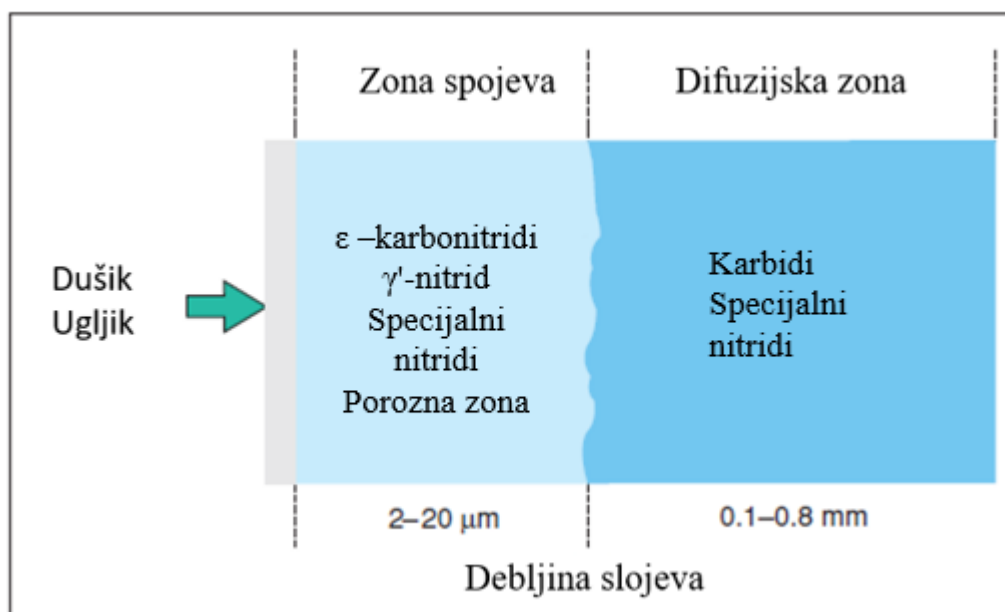 Zona spojeva
Difuzijska zona
Dušik
Ugljik
ε –karbonitridi
γ'-nitrid
Specijalni
nitridi
Porozna zona
Karbidi
Specijalni
nitridi
2–20 μm
0.1–0.8 mm
Debljina slojeva